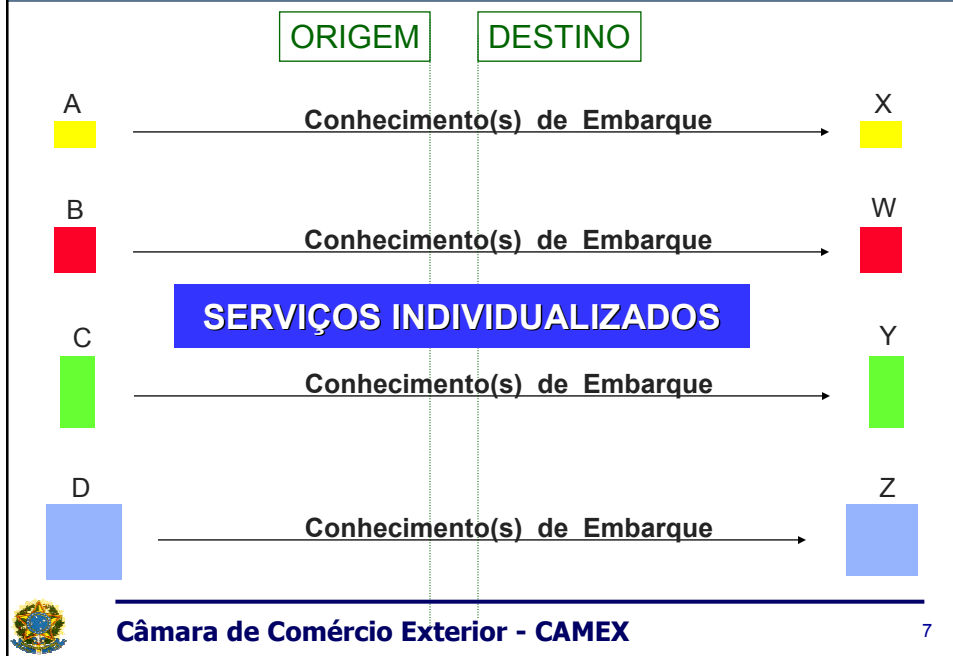 ORIGEM DESTINO
A Conhecimento(s) de Embarque X
B Conhecimento(s) de Embarque W
SERVIÇOS INDIVIDUALIZADOS
C Conhecimento(s) de Embarque Y
D Conhecimento(s) de Embarque Z
Câmara de Comércio Exterior - CAMEX 7